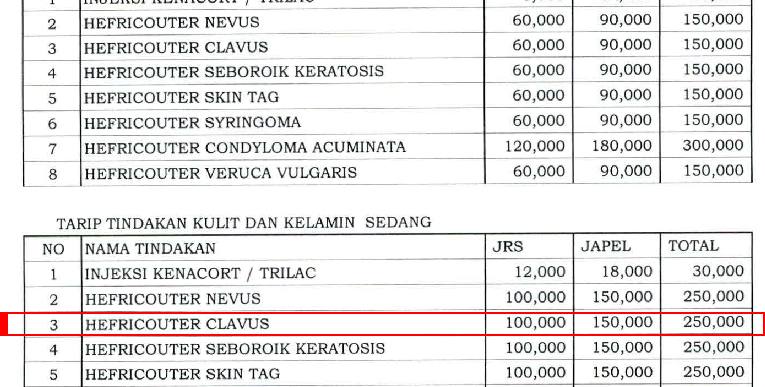 2 HEFRICOUTER NEVUS 60,000 90,000 150,000
3 HEFRICOUTER CLAVUS 60,000 90,000 150,000
4 HEFRICOUTER SEBOROIK KERATOSIS 60,000 90,000 150,000
5 HEFRICOUTER SKIN TAG 60,000 90,000 150,000
6 HEFRICOUTER SYRINGOMA 60,000 90,000 150,000
7 HEFRICOUTER CONDYLOMA ACUMINATA 120,000 180,000 300,000
8 HEFRICOUTER VERUCA VULGARIS 60,000 90,000 150,000
TARIP TINDAKAN KULIT DAN KELAMIN SEDANG
NO NAMA TINDAKAN JRS JAPEL TOTAL
1 INJEKSI KENACORT / TRILAC 12,000 18,000 30,000
2 HEFRICOUTER NEVUS 100,000 150,000 250,000
3 HEFRICOUTER CLAVUS 100,000 150,000 250,000
4 HEFRICOUTER SEBOROIK KERATOSIS 100,000 150,000 250,000
5 HEFRICOUTER SKIN TAG 100,000 150,000 250,000